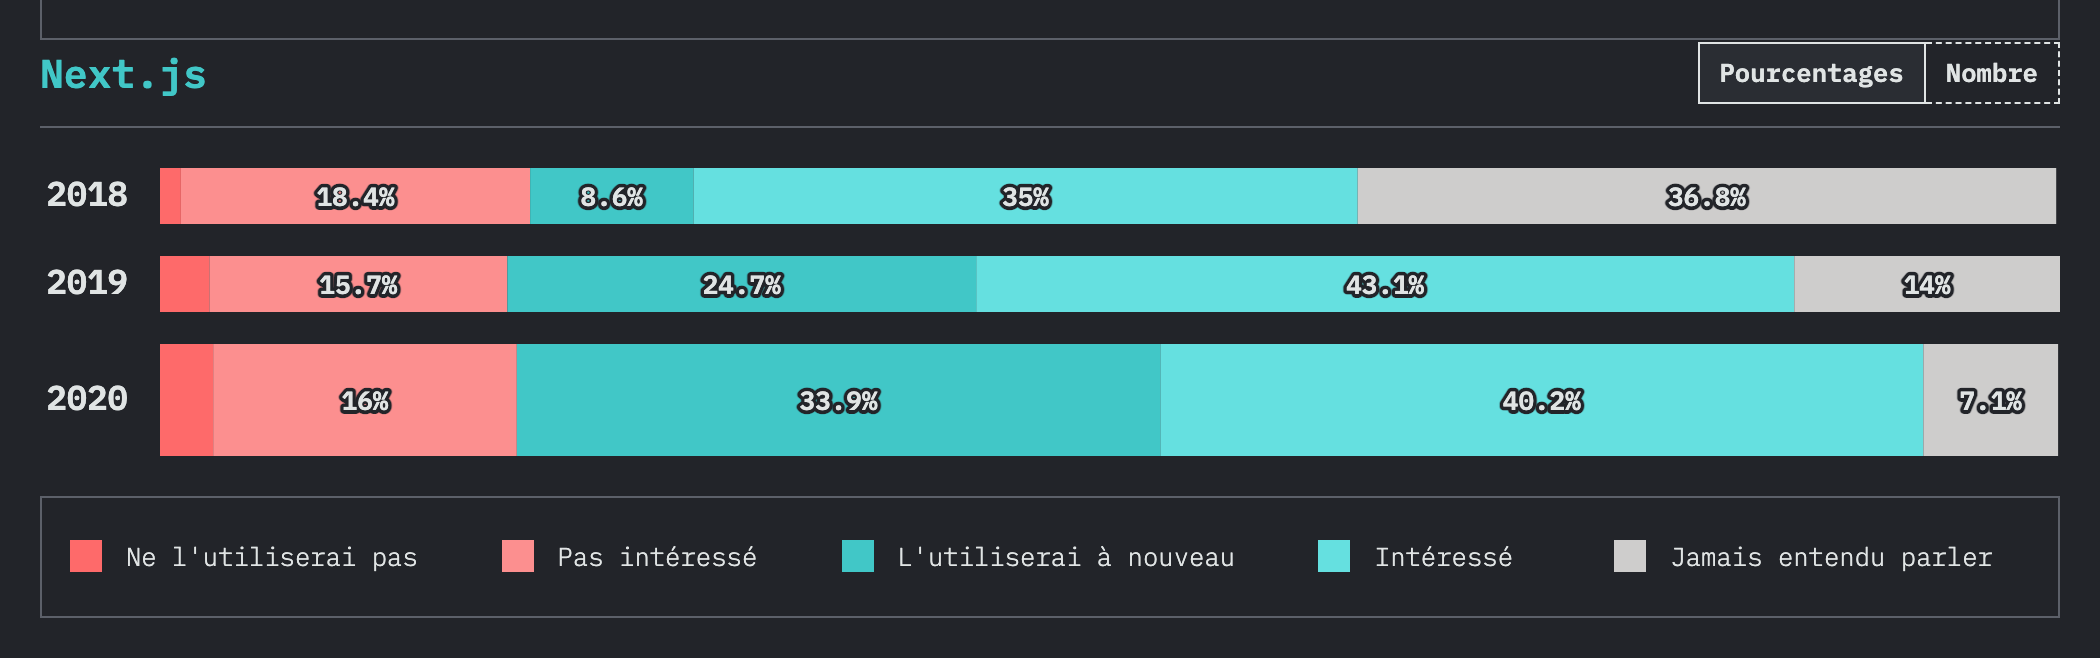 Next.js
Pourcentages Nombre
2018 18.4% 8.6% 35% 36.8%
2019 15.7% 24.7% 43.1% 14%
2020 16% 33.9% 40.2% 7.1%
Ne l'utiliserai pas Pas intéressé L'utiliserai à nouveau Intéressé Jamais entendu parler